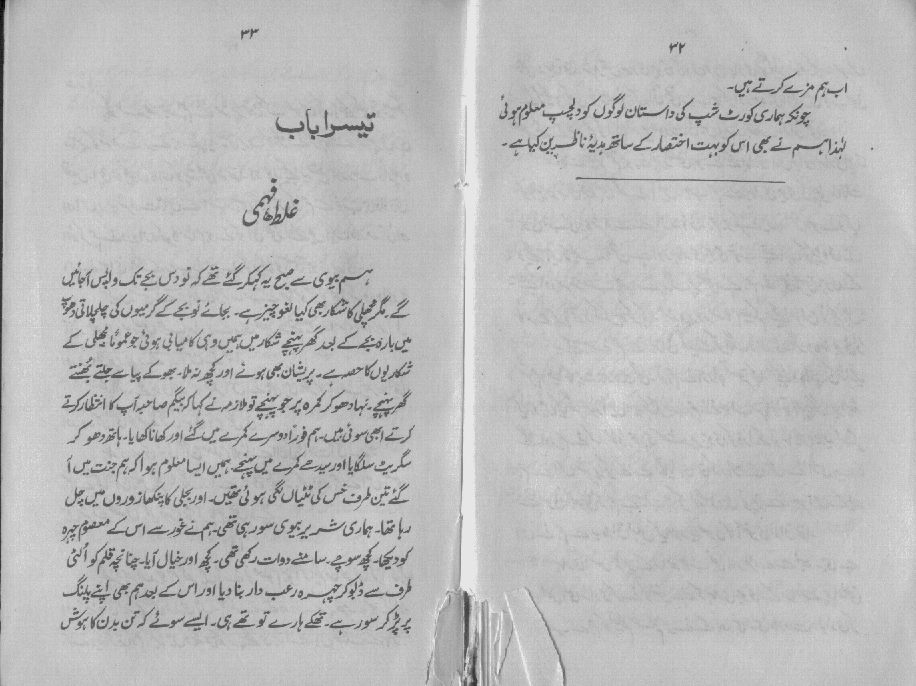 ۳۲
اب ہم مزے کرتے ہیں۔
چونکہ ہماری کورٹ شپ کی داستان لوگوں کو دلچسپ معلوم ہوئی
لہٰذا ہم نے بھی اس کو بہت اختصار کے ساتھ ہدیۂ ناظرین کیا ہے۔
۳۳
تیسرا باب
غلط فہمی
ہم بیوی سے صبح یہ کہہ کر گئے تھے کہ نو دس بجے تک واپس آجائیں
گے۔ مگر مچھلی کا شکار بھی کیا لغو چیز ہے۔ بجائے نو بجے کے گرمیوں کی چلچلاتی دھوپ
میں بارہ بجے کے بعد گھر پہنچے شکار میں ہمیں وہی کامیابی ہوئی جو عموماً مچھلی کے
شکاریوں کا حصہ ہے۔ پریشان بھی ہوئے اور کچھ نہ ملا۔ بھوکے پیاسے جلتے بھنتے
گھر پہنچے۔ نہا دھو کر کمرہ پر جو پہنچے تو ملازمہ نے کہا کہ بیگم صاحبہ آپ کا انتظار کرتے
کرتے ابھی سوئی ہیں۔ ہم فوراً دوسرے کمرے میں گئے اور کھانا کھایا۔ ہاتھ دھو کر
سگریٹ سلگایا اور سیدھے کمرے میں پہنچے۔ ہمیں ایسا معلوم ہوا کہ ہم جنت میں آ
گئے تین طرف خس کی ٹٹیاں لگی ہوئی تھیں۔ اور بجلی کا پنکھا زوروں میں چل
رہا تھا۔ ہماری شریر بیوی سو رہی تھی۔ ہم نے غور سے اس کے معصوم چہرہ
کو دیکھا۔ کچھ سوچے۔ سامنے دوات رکھی تھی۔ کچھ اور خیال آیا۔ چنانچہ قلم کو الٹی
طرف سے ڈبو کر چہرہ رعب دار بنا دیا اور اس کے بعد ہم بھی اپنے پلنگ
پر پڑ کر سو رہے۔ تھکے ہارے تو تھے ہی۔ ایسے سوئے کہ تن بدن کا ہوش